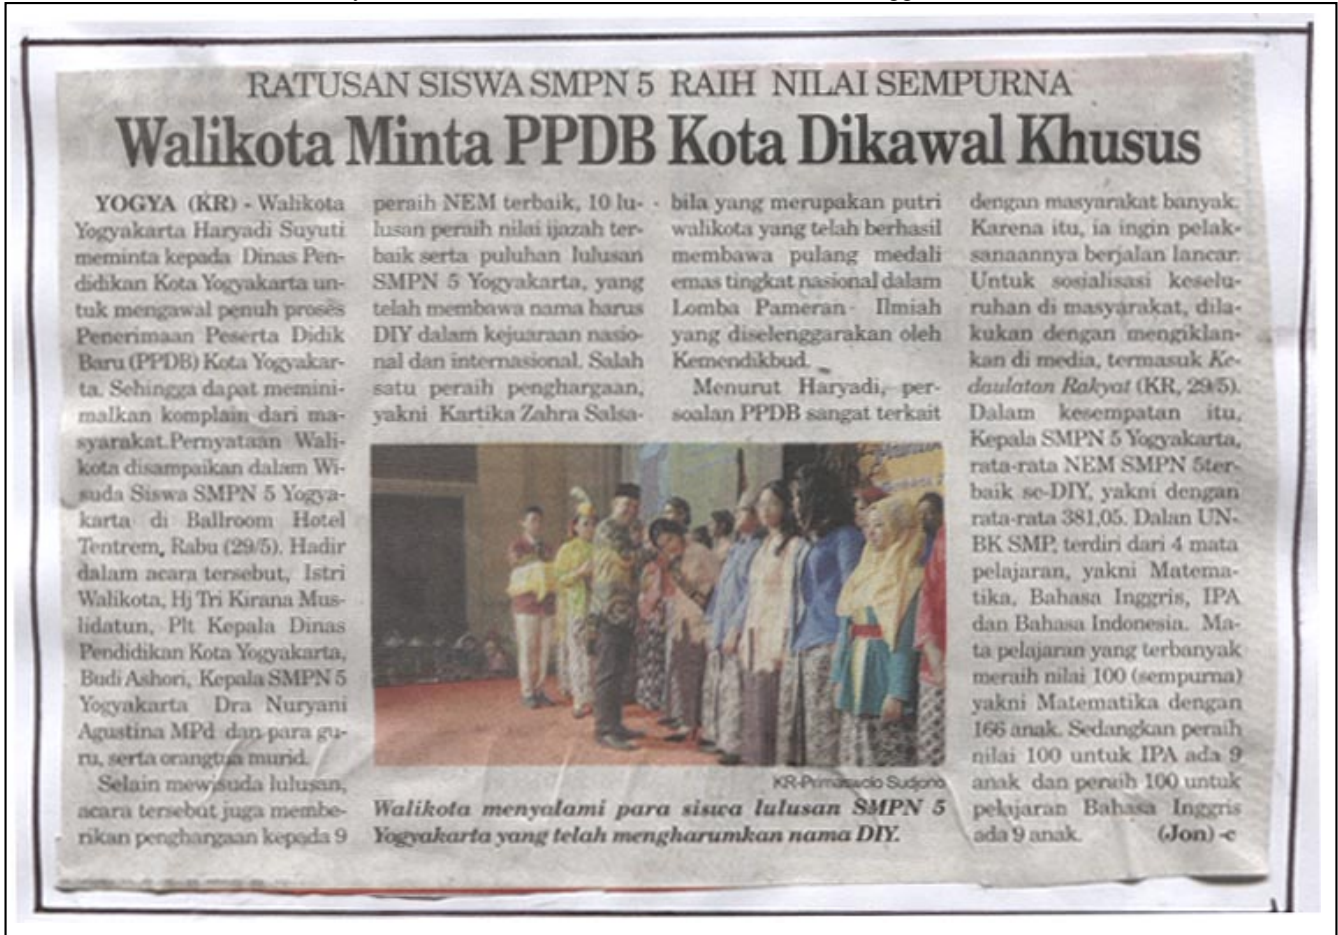 RATUSAN SISWA SMPN 5 RAIH NILAI SEMPURNA
Walikota Minta PPDB Kota Dikawal Khusus
YOGYA (KR) - Walikota
Yogyakarta Haryadi Suyuti
meminta kepada Dinas Pen-
didikan Kota Yogyakarta un-
tuk mengawal penuh proses
Penerimaan Peserta Didik
Baru (PPDB) Kota Yogyakar-
ta. Sehingga dapat memini-
malkan komplain dari ma-
syarakat.Pernyataan Wali-
kota disampaikan dalam Wi-
suda Siswa SMPN 5 Yogya-
karta di Ballroom Hotel
Tentrem, Rabu (29/5). Hadir
dalam acara tersebut, Istri
Walikota, Hj Tri Kirana Mus-
lidatun, Plt Kepala Dinas
Pendidikan Kota Yogyakarta,
Budi Ashori, Kepala SMPN 5
Yogyakarta Dra Nuryani
Agustina MPd dan para gu-
ru, serta orangtua murid.
Selain mewisuda lulusan,
acara tersebut juga membe-
rikan penghargaan kepada 9
peraih NEM terbaik, 10 lu-
lusan peraih nilai ijazah ter-
baik serta puluhan lulusan
SMPN 5 Yogyakarta, yang
telah membawa nama harus
DIY dalam kejuaraan nasio-
nal dan internasional. Salah
satu peraih penghargaan,
yakni Kartika Zahra Salsa-
bila yang merupakan putri
walikota yang telah berhasil
membawa pulang medali
emas tingkat nasional dalam
Lomba Pameran Ilmiah
yang diselenggarakan oleh
Kemendikbud.
Menurut Haryadi, per-
soalan PPDB sangat terkait
KR-Primaswolo Sudjono
Walikota menyalami para siswa lulusan SMPN 5
Yogyakarta yang telah mengharumkan nama DIY.
dengan masyarakat banyak.
Karena itu, ia ingin pelak-
sanaannya berjalan lancar.
Untuk sosialisasi keselu-
ruhan di masyarakat, dila-
kukan dengan mengiklan-
kan di media, termasuk Ke-
daulatan Rakyat (KR, 29/5).
Dalam kesempatan itu,
Kepala SMPN 5 Yogyakarta,
rata-rata NEM SMPN 5ter-
baik se-DIY, yakni dengan
rata-rata 381,05. Dalan UN-
BK SMP, terdiri dari 4 mata
pelajaran, yakni Matema-
tika, Bahasa Inggris, IPA
dan Bahasa Indonesia. Ma-
ta pelajaran yang terbanyak
meraih nilai 100 (sempurna)
yakni Matematika dengan
166 anak. Sedangkan peraih
nilai 100 untuk IPA ada 9
anak dan peraih 100 untuk
pelajaran Bahasa Inggris
ada 9 anak. (Jon) -c